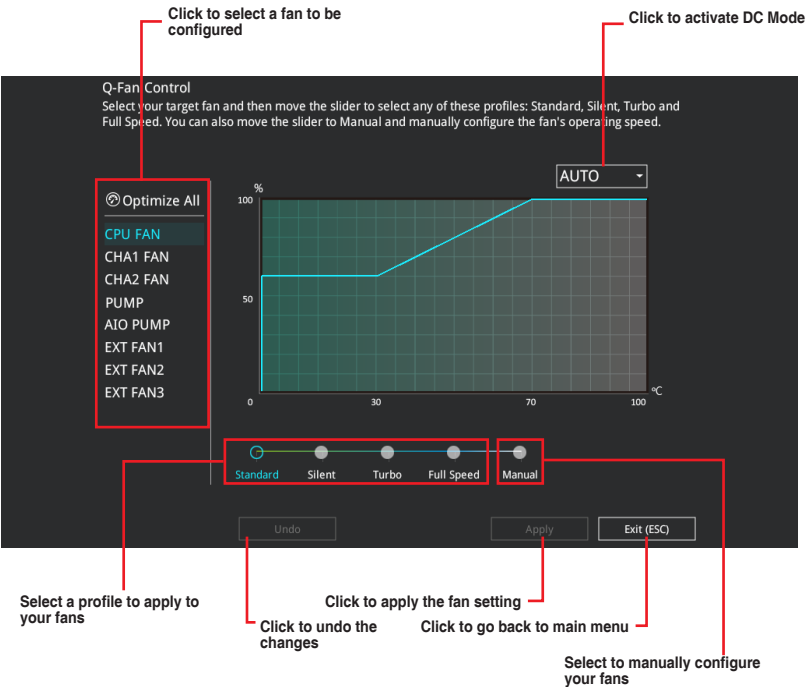 Click to select a fan to be
configured
Click to activate DC Mode
Q-Fan Control
Select your target fan and then move the slider to select any of these profiles: Standard, Silent, Turbo and
Full Speed. You can also move the slider to Manual and manually configure the fan's operating speed.
AUTO
Optimize All
CPU FAN
CHA1 FAN
CHA2 FAN
PUMP
AIO PUMP
EXT FAN1
EXT FAN2
EXT FAN3
%
100
50
0
30
70
100
°C
Standard
Silent
Turbo
Full Speed
Manual
Undo
Apply
Exit (ESC)
Select a profile to apply to
your fans
Click to undo the
changes
Click to apply the fan setting
Click to go back to main menu
Select to manually configure
your fans